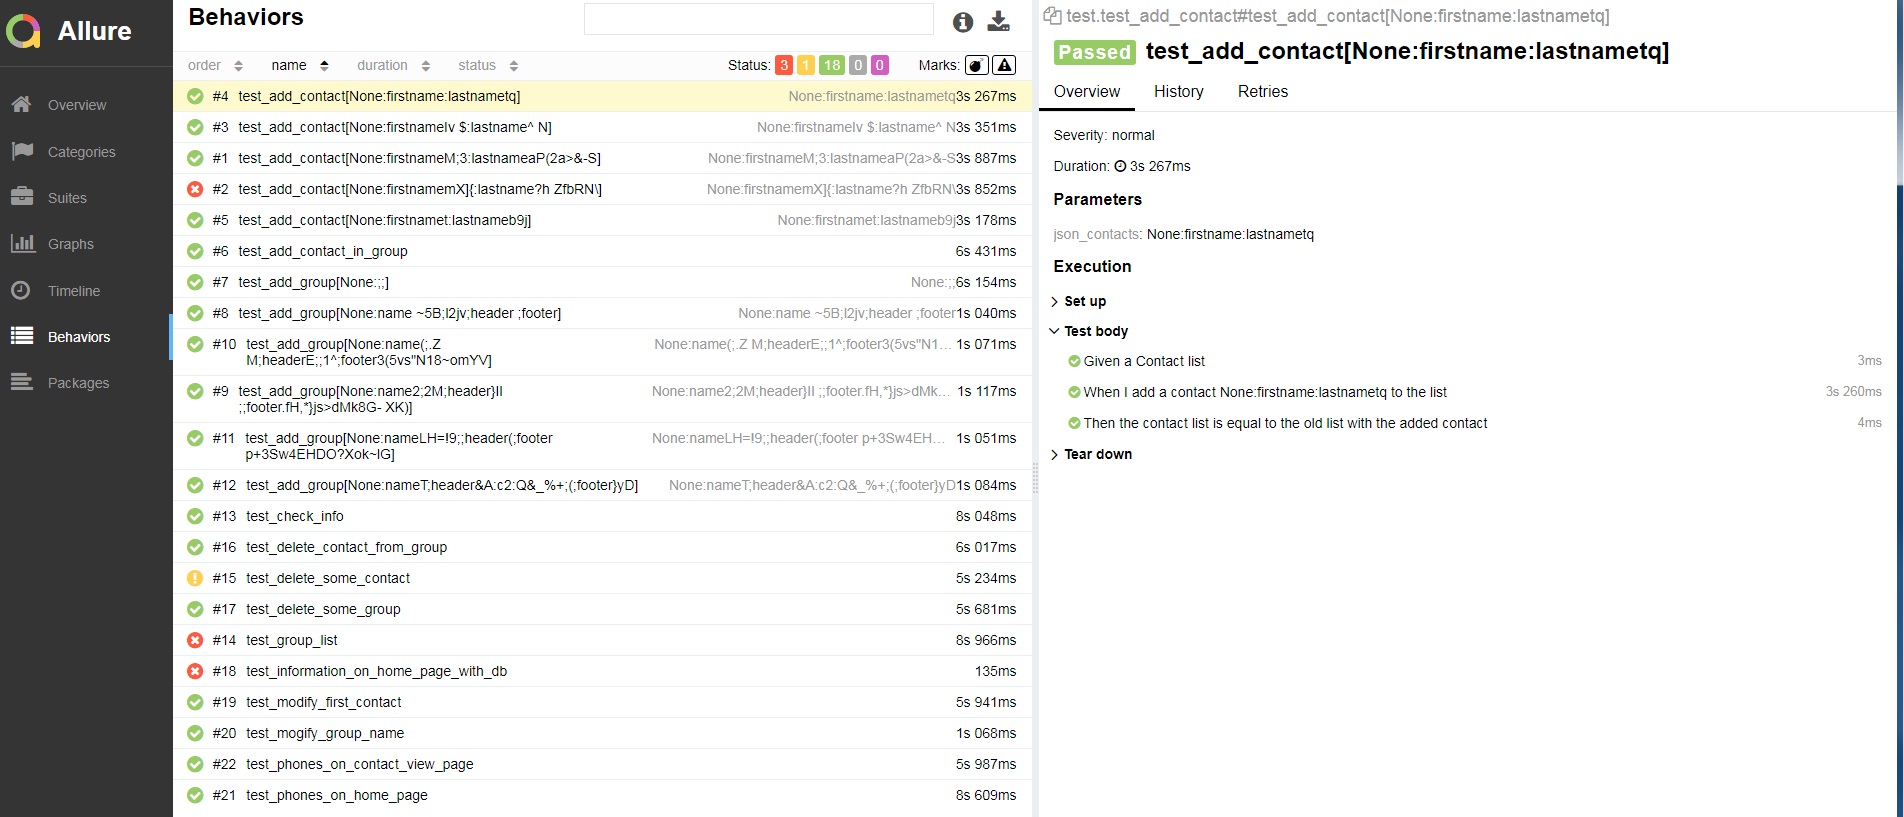 Allure
Overview
Categories
Suites
Graphs
Timeline
Behaviors
Packages
Behaviors
order name duration status Status: 3 1 18 0 0 Marks:
#4 test_add_contact[None:firstname:lastnametq] None:firstname:lastnametq 3s 267ms
#3 test_add_contact[None:firstnameIv $:lastname^ N] None:firstnameIv $:lastname^ N 3s 351ms
#1 test_add_contact[None:firstnameM;3:lastnameaP(2a>&-S] None:firstnameM;3:lastnameaP(2a>&-S 3s 887ms
#2 test_add_contact[None:firstnamemX]{:lastname?h ZfbRN\] None:firstnamemX]{:lastname?h ZfbRN\ 3s 852ms
#5 test_add_contact[None:firstnamet:lastnameb9j] None:firstnamet:lastnameb9j 3s 178ms
#6 test_add_contact_in_group 6s 431ms
#7 test_add_group[None:;;] None:;; 6s 154ms
#8 test_add_group[None:name ~5B;l2jv;header ;footer] None:name ~5B;l2jv;header ;footer 1s 040ms
#10 test_add_group[None:name(;.Z None:name(;.Z M;headerE;;1^;footer3(5vs"N1... 1s 071ms
M;headerE;;1^;footer3(5vs"N18~omYV]
#9 test_add_group[None:name2;2M;header}II None:name2;2M;header}II ;;footer.fH,*}js>dMk... 1s 117ms
;;footer.fH,*}js>dMk8G- XK)]
#11 test_add_group[None:nameLH=!9;;header(;footer None:nameLH=!9;;header(;footer p+3Sw4EH... 1s 051ms
p+3Sw4EHDO?Xok~IG]
#12 test_add_group[None:nameT;header&A:c2:Q&_%+;(;footer}yD] None:nameT;header&A:c2:Q&_%+;(;footer}yD 1s 084ms
#13 test_check_info 8s 048ms
#16 test_delete_contact_from_group 6s 017ms
#15 test_delete_some_contact 5s 234ms
#17 test_delete_some_group 5s 681ms
#14 test_group_list 8s 966ms
#18 test_information_on_home_page_with_db 135ms
#19 test_modify_first_contact 5s 941ms
#20 test_mogify_group_name 1s 068ms
#22 test_phones_on_contact_view_page 5s 987ms
#21 test_phones_on_home_page 8s 609ms
test.test_add_contact#test_add_contact[None:firstname:lastnametq]
Passed test_add_contact[None:firstname:lastnametq]
Overview History Retries
Severity: normal
Duration: 3s 267ms
Parameters
json_contacts: None:firstname:lastnametq
Execution
Set up
Test body
Given a Contact list 3ms
When I add a contact None:firstname:lastnametq to the list 3s 260ms
Then the contact list is equal to the old list with the added contact 4ms
Tear down